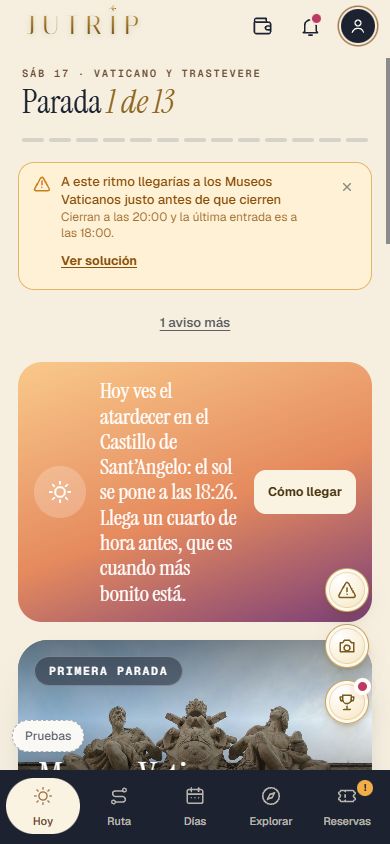 JUTRIP
SÁB 17 · VATICANO Y TRASTEVERE
Parada 1 de 13
A este ritmo llegarías a los Museos
Vaticanos justo antes de que cierren
Cierran a las 20:00 y la última entrada es a
las 18:00.
Ver solución
1 aviso más
Hoy ves el
atardecer en el
Castillo de
Sant’Angelo: el sol
se pone a las 18:26.
Llega un cuarto de
hora antes, que es
cuando más
bonito está.
Cómo llegar
PRIMERA PARADA
Pruebas
Hoy
Ruta
Días
Explorar
Reservas